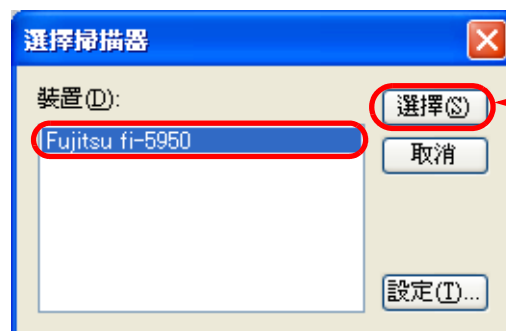 選擇掃描器
裝置(D):
選擇(S)
Fujitsu fi-5950
取消
設定(T)...